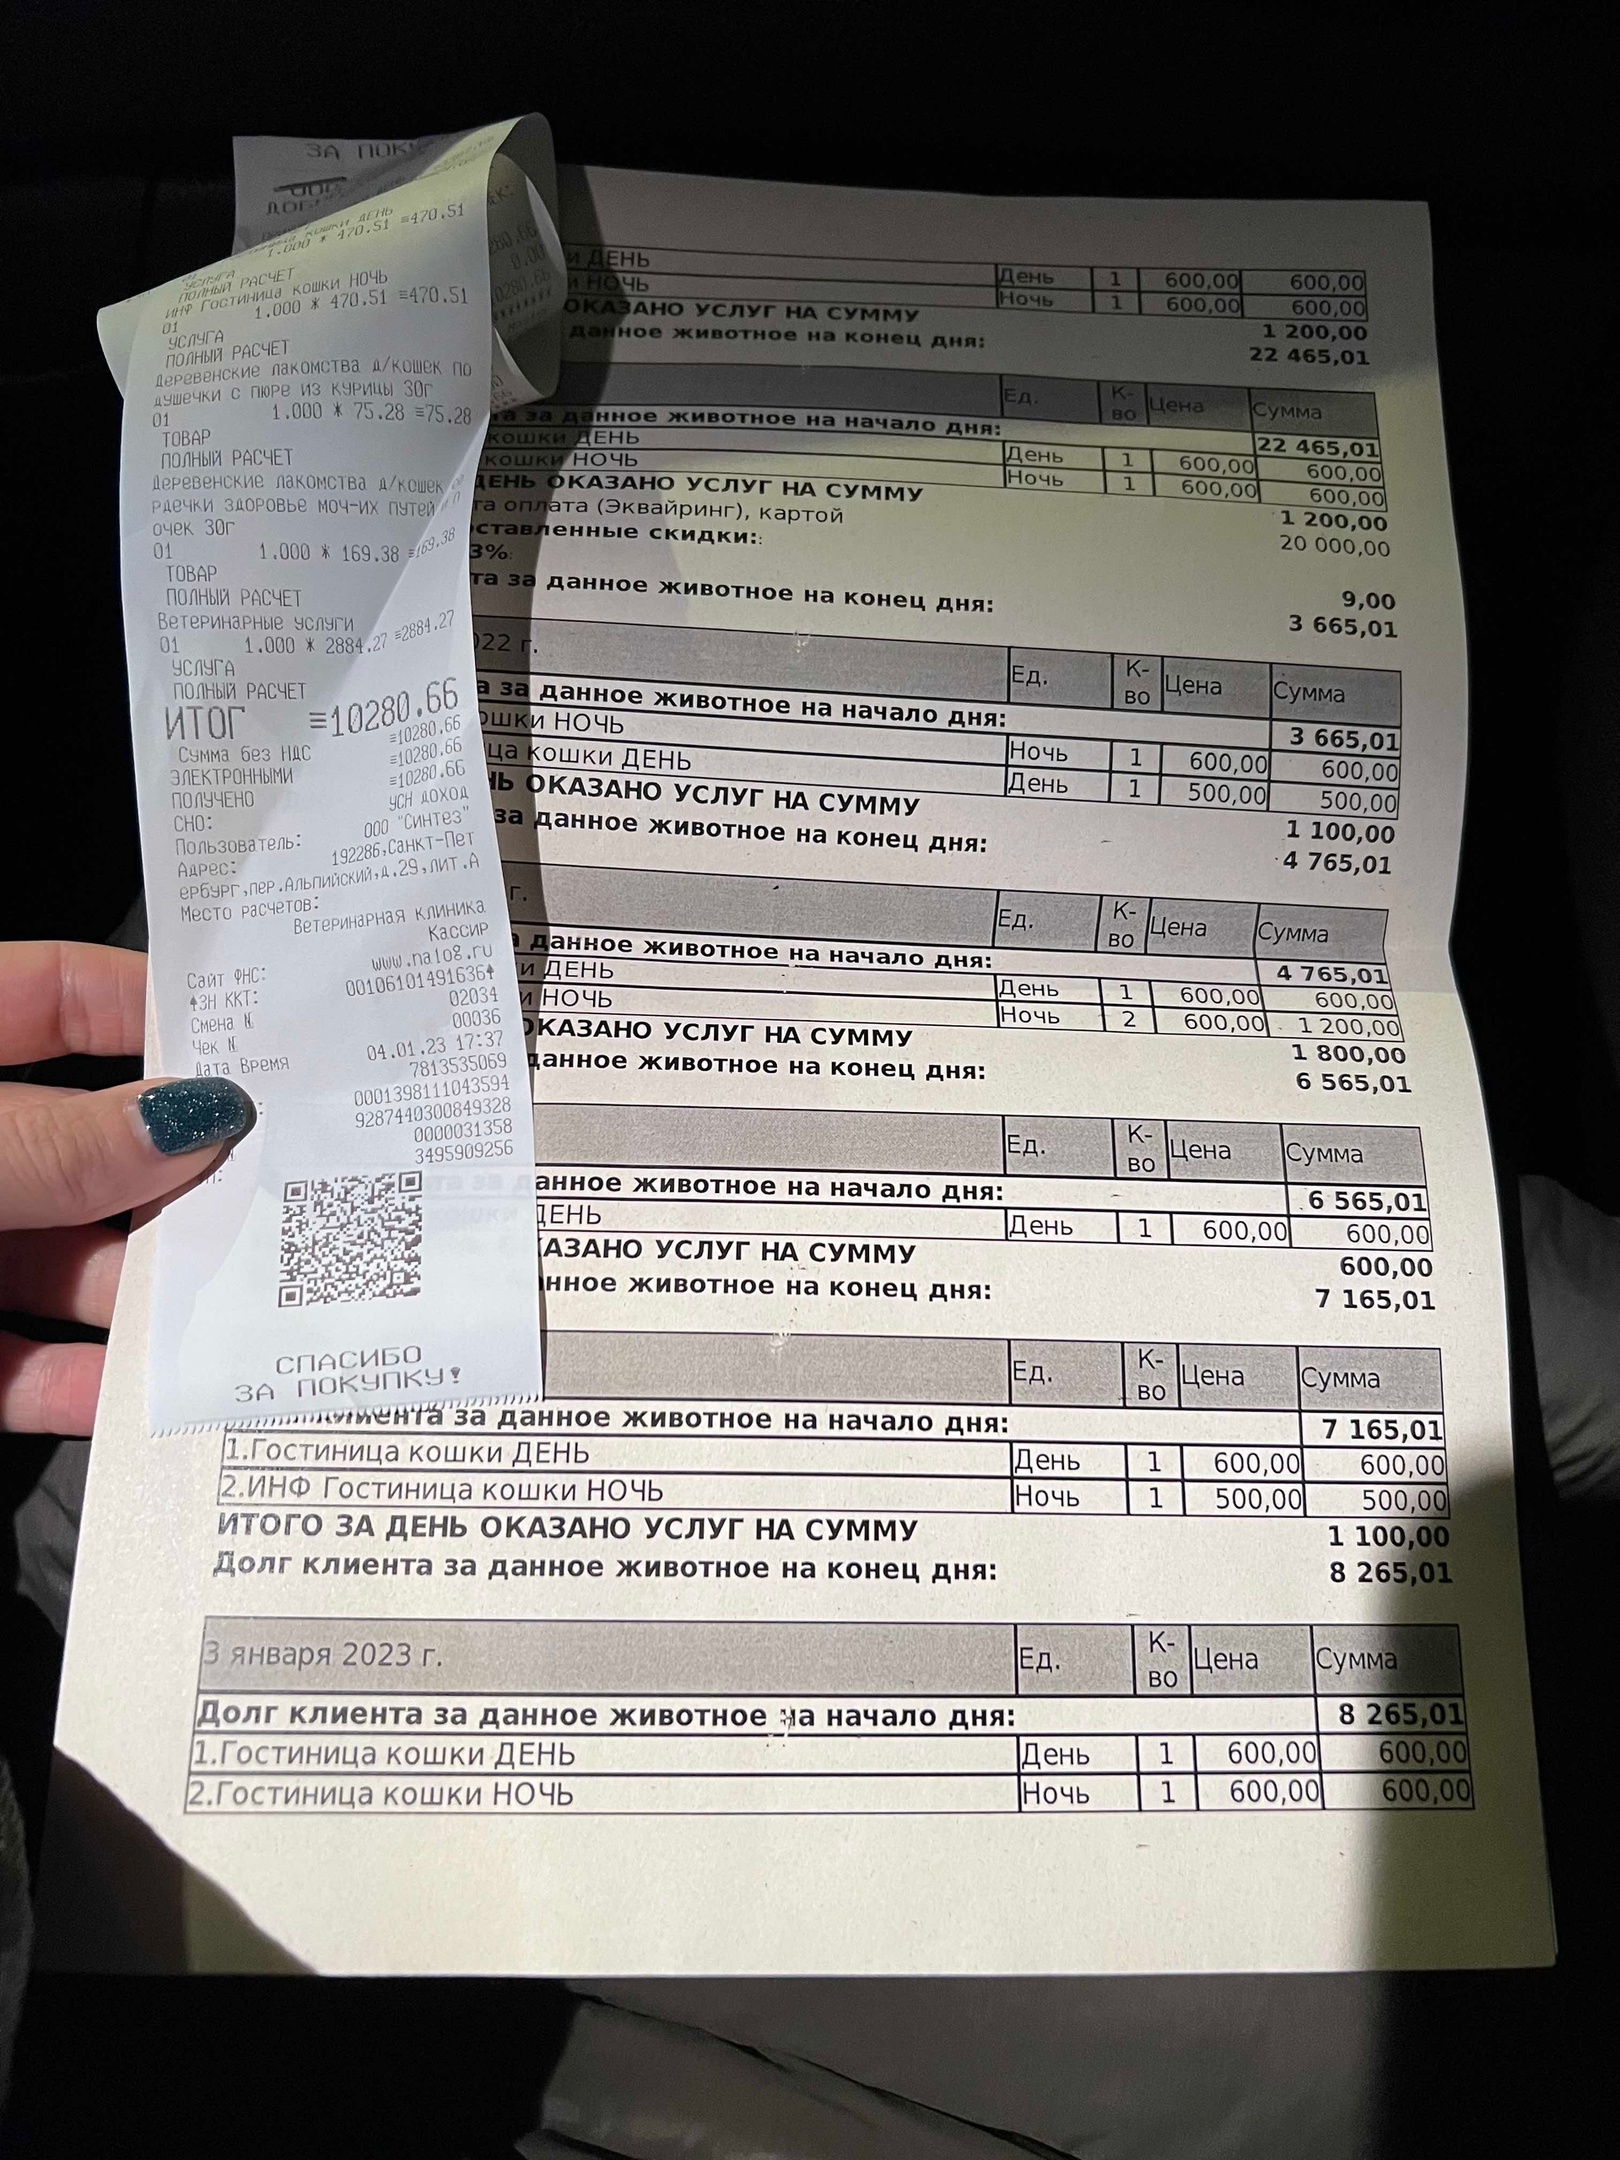 ЗА ПОКУ
1.000 * 470.51 ≡470.51
УСЛУГА
ПОЛНЫЙ РАСЧЕТ
ИНФ Гостиница кошки НОЧЬ
01 1.000 * 470.51 ≡470.51
УСЛУГА
ПОЛНЫЙ РАСЧЕТ
Деревенские лакомства д/кошек по
душечки с пюре из курицы 30г
01 1.000 * 75.28 ≡75.28
ТОВАР
ПОЛНЫЙ РАСЧЕТ
Деревенские лакомства д/кошек
рдечки здоровье моч-их путей
очек 30г
01 1.000 * 169.38 ≡169.38
ТОВАР
ПОЛНЫЙ РАСЧЕТ
Ветеринарные услуги
01 1.000 * 2884.27 ≡2884.27
УСЛУГА
ПОЛНЫЙ РАСЧЕТ
ИТОГ ≡10280.66
Сумма без НДС ≡10280.66
ЭЛЕКТРОННЫМИ ≡10280.66
ПОЛУЧЕНО ≡10280.66
СНО: УСН ДОХОД
Пользователь: ООО "Синтез"
Адрес: 192286,Санкт-Пет
ербург,пер.Альпийский,д.29,лит.А
Место расчетов:
Ветеринарная клиника
Кассир
Сайт ФНС: www.nalog.ru
ЗН ККТ: 00106101491636
Смена № 02034
Чек № 00036
Дата Время 04.01.23 17:37
7813535069
0001398111043594
9287440300849328
0000031358
3495909256
СПАСИБО
ЗА ПОКУПКУ!
и ДЕНЬ День 1 600,00 600,00
и НОЧЬ Ночь 1 600,00 600,00
ОКАЗАНО УСЛУГ НА СУММУ 1 200,00
данное животное на конец дня: 22 465,01
Ед. К-во Цена Сумма
та за данное животное на начало дня: 22 465,01
кошки ДЕНЬ День 1 600,00 600,00
кошки НОЧЬ Ночь 1 600,00 600,00
ДЕНЬ ОКАЗАНО УСЛУГ НА СУММУ 1 200,00
та оплата (Эквайринг), картой 20 000,00
ставленные скидки::
3%: 9,00
та за данное животное на конец дня: 3 665,01
022 г. Ед. К-во Цена Сумма
а за данное животное на начало дня: 3 665,01
ошки НОЧЬ Ночь 1 600,00 600,00
ца кошки ДЕНЬ День 1 500,00 500,00
НЬ ОКАЗАНО УСЛУГ НА СУММУ 1 100,00
за данное животное на конец дня: 4 765,01
г. Ед. К-во Цена Сумма
а данное животное на начало дня: 4 765,01
и ДЕНЬ День 1 600,00 600,00
и НОЧЬ Ночь 2 600,00 1 200,00
ОКАЗАНО УСЛУГ НА СУММУ 1 800,00
данное животное на конец дня: 6 565,01
Ед. К-во Цена Сумма
та за данное животное на начало дня: 6 565,01
ДЕНЬ День 1 600,00 600,00
КАЗАНО УСЛУГ НА СУММУ 600,00
нное животное на конец дня: 7 165,01
Ед. К-во Цена Сумма
клиента за данное животное на начало дня: 7 165,01
1.Гостиница кошки ДЕНЬ День 1 600,00 600,00
2.ИНФ Гостиница кошки НОЧЬ Ночь 1 500,00 500,00
ИТОГО ЗА ДЕНЬ ОКАЗАНО УСЛУГ НА СУММУ 1 100,00
Долг клиента за данное животное на конец дня: 8 265,01
3 января 2023 г. Ед. К-во Цена Сумма
Долг клиента за данное животное на начало дня: 8 265,01
1.Гостиница кошки ДЕНЬ День 1 600,00 600,00
2.Гостиница кошки НОЧЬ Ночь 1 600,00 600,00